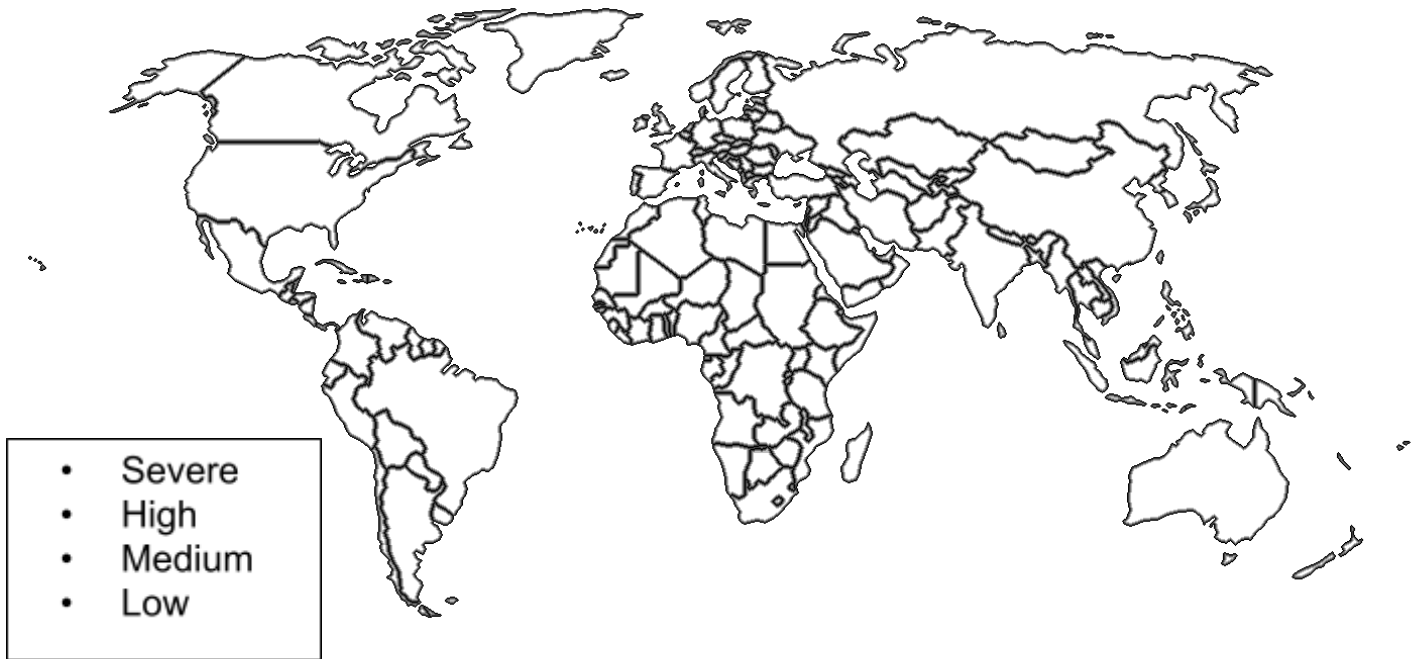 • Severe
• High
• Medium
• Low